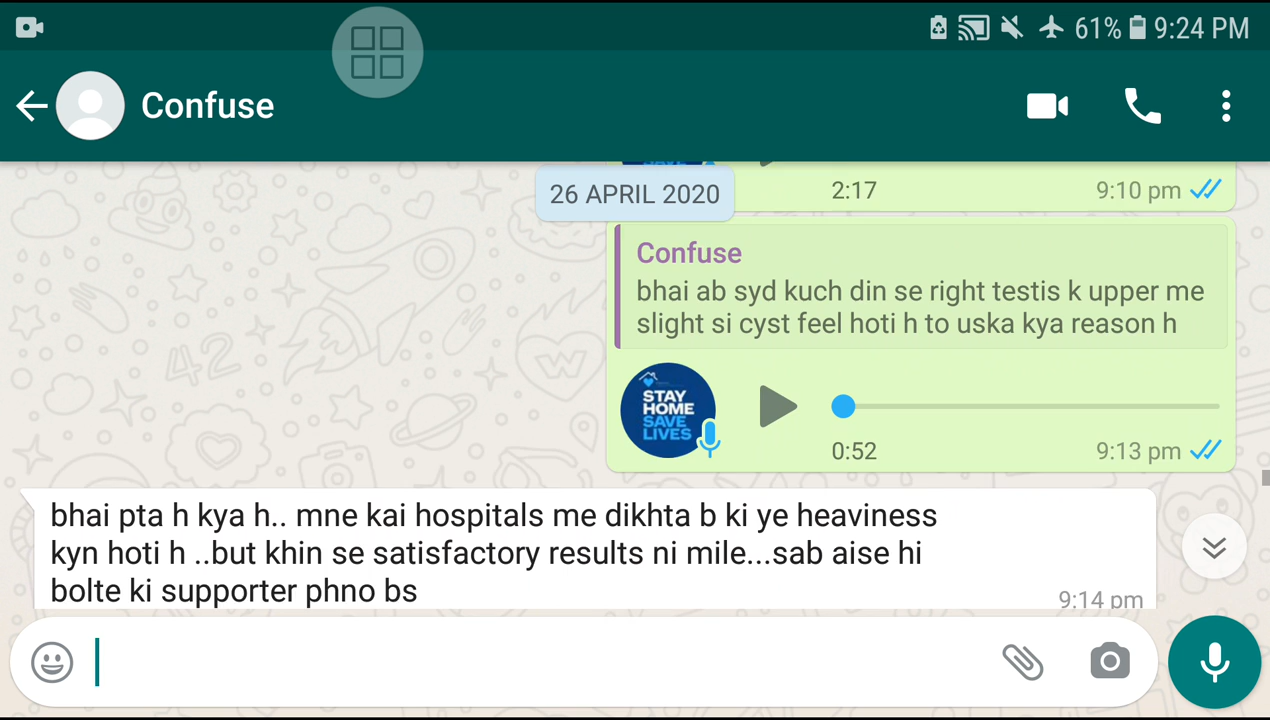 61% 9:24 PM
Confuse
26 APRIL 2020
2:17 9:10 pm
Confuse
bhai ab syd kuch din se right testis k upper me
slight si cyst feel hoti h to uska kya reason h
STAY
HOME
SAVE
LIVES
0:52 9:13 pm
bhai pta h kya h.. mne kai hospitals me dikhta b ki ye heaviness
kyn hoti h ..but khin se satisfactory results ni mile...sab aise hi
bolte ki supporter phno bs
9:14 pm